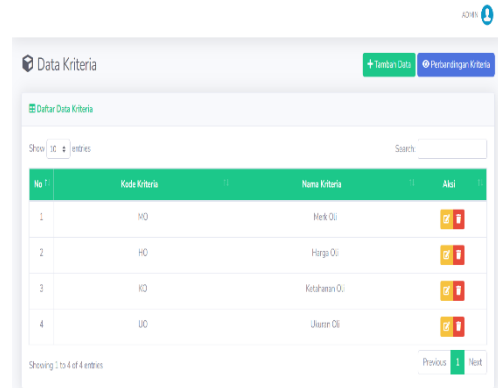 ADMIN
Data Kriteria
Tambah Data
Perbandingan Kriteria
Daftar Data Kriteria
Show 10 entries
Search:
No Kode Kriteria Nama Kriteria Aksi
1 MO Merk Oli
2 HO Harga Oli
3 KO Ketahanan Oli
4 UO Ukuran Oli
Showing 1 to 4 of 4 entries
Previous 1 Next